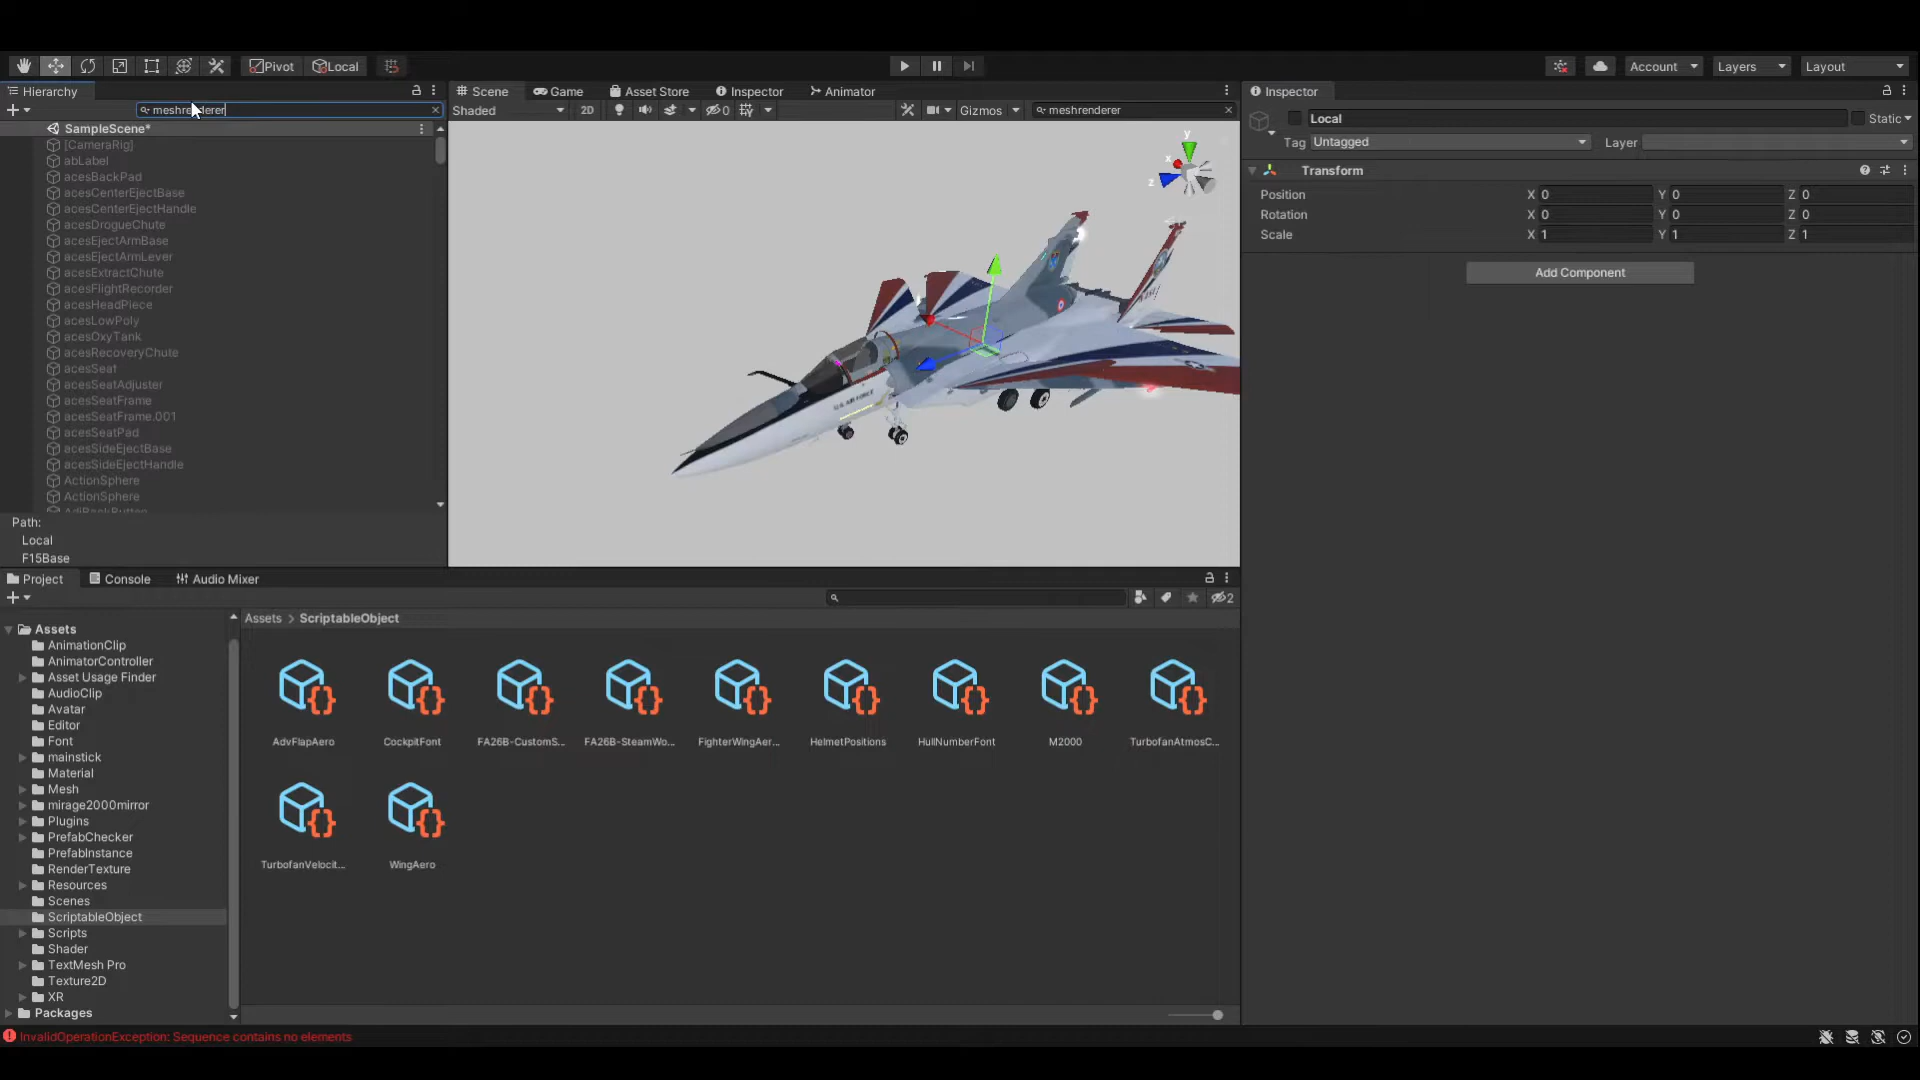 Pivot
Local
Account
Layers
Layout
Hierarchy
Scene
Game
Asset Store
Inspector
Animator
Inspector
meshrenderer
Shaded
2D
0
Gizmos
meshrenderer
Local
Static
Tag Untagged
Layer
SampleScene*
[CameraRig]
abLabel
acesBackPad
acesCenterEjectBase
acesCenterEjectHandle
acesDrogueChute
acesEjectArmBase
acesEjectArmLever
acesExtractChute
acesFlightRecorder
acesHeadPiece
acesLowPoly
acesOxyTank
acesRecoveryChute
acesSeat
acesSeatAdjuster
acesSeatFrame
acesSeatFrame.001
acesSeatPad
acesSideEjectBase
acesSideEjectHandle
ActionSphere
ActionSphere
Path:
Local
F15Base
y
x
z
U.S. AIR FORCE
Transform
Position X 0 Y 0 Z 0
Rotation X 0 Y 0 Z 0
Scale X 1 Y 1 Z 1
Add Component
Project
Console
Audio Mixer
2
Assets
AnimationClip
AnimatorController
Asset Usage Finder
AudioClip
Avatar
Editor
Font
mainstick
Material
Mesh
mirage2000mirror
Plugins
PrefabChecker
PrefabInstance
RenderTexture
Resources
Scenes
ScriptableObject
Scripts
Shader
TextMesh Pro
Texture2D
XR
Packages
Assets > ScriptableObject
AdvFlapAero
CockpitFont
FA26B-CustomS...
FA26B-SteamWo...
FighterWingAer...
HelmetPositions
HullNumberFont
M2000
TurbofanAtmosC...
TurbofanVelocit...
WingAero
InvalidOperationException: Sequence contains no elements